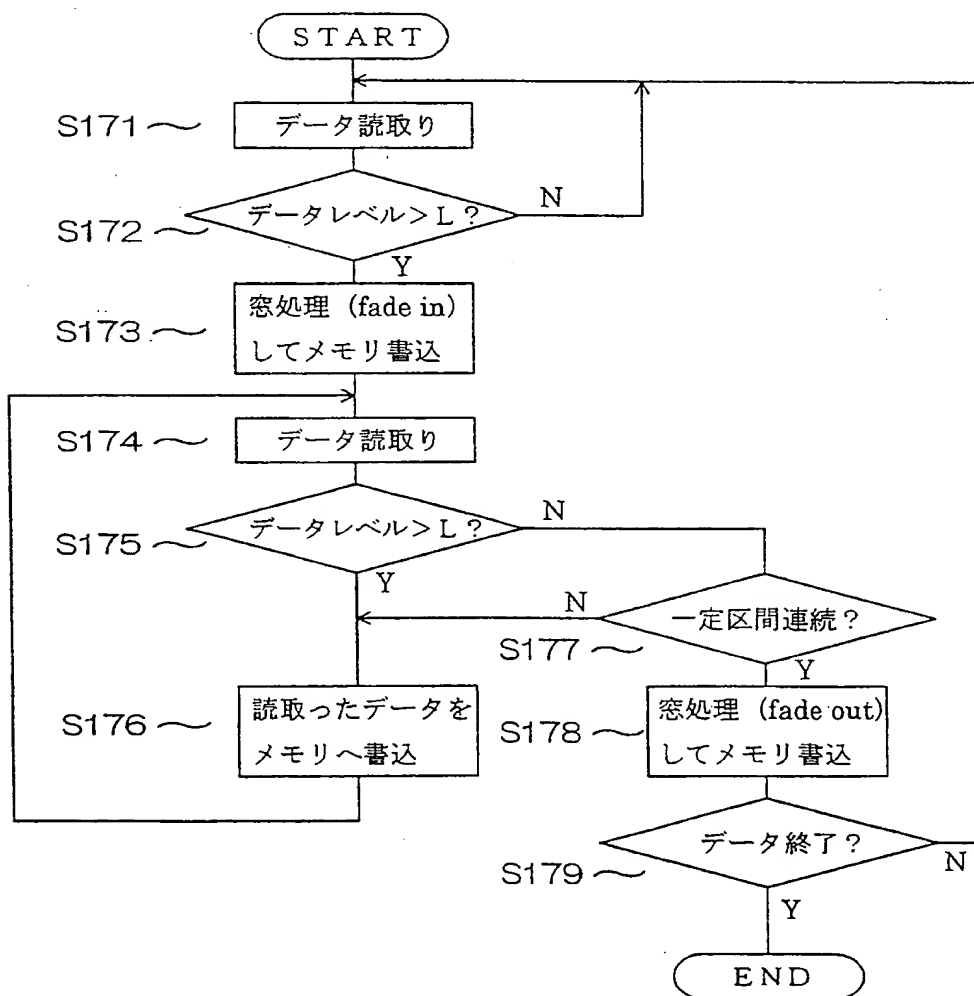 START
S171
データ読取り
S172
データレベル＞L？
N
Y
S173
窓処理 (fade in)
してメモリ書込
S174
データ読取り
S175
データレベル＞L？
N
Y
N
一定区間連続？
S177
Y
S176
読取ったデータを
メモリへ書込
S178
窓処理 (fade out)
してメモリ書込
データ終了？
S179
N
Y
END